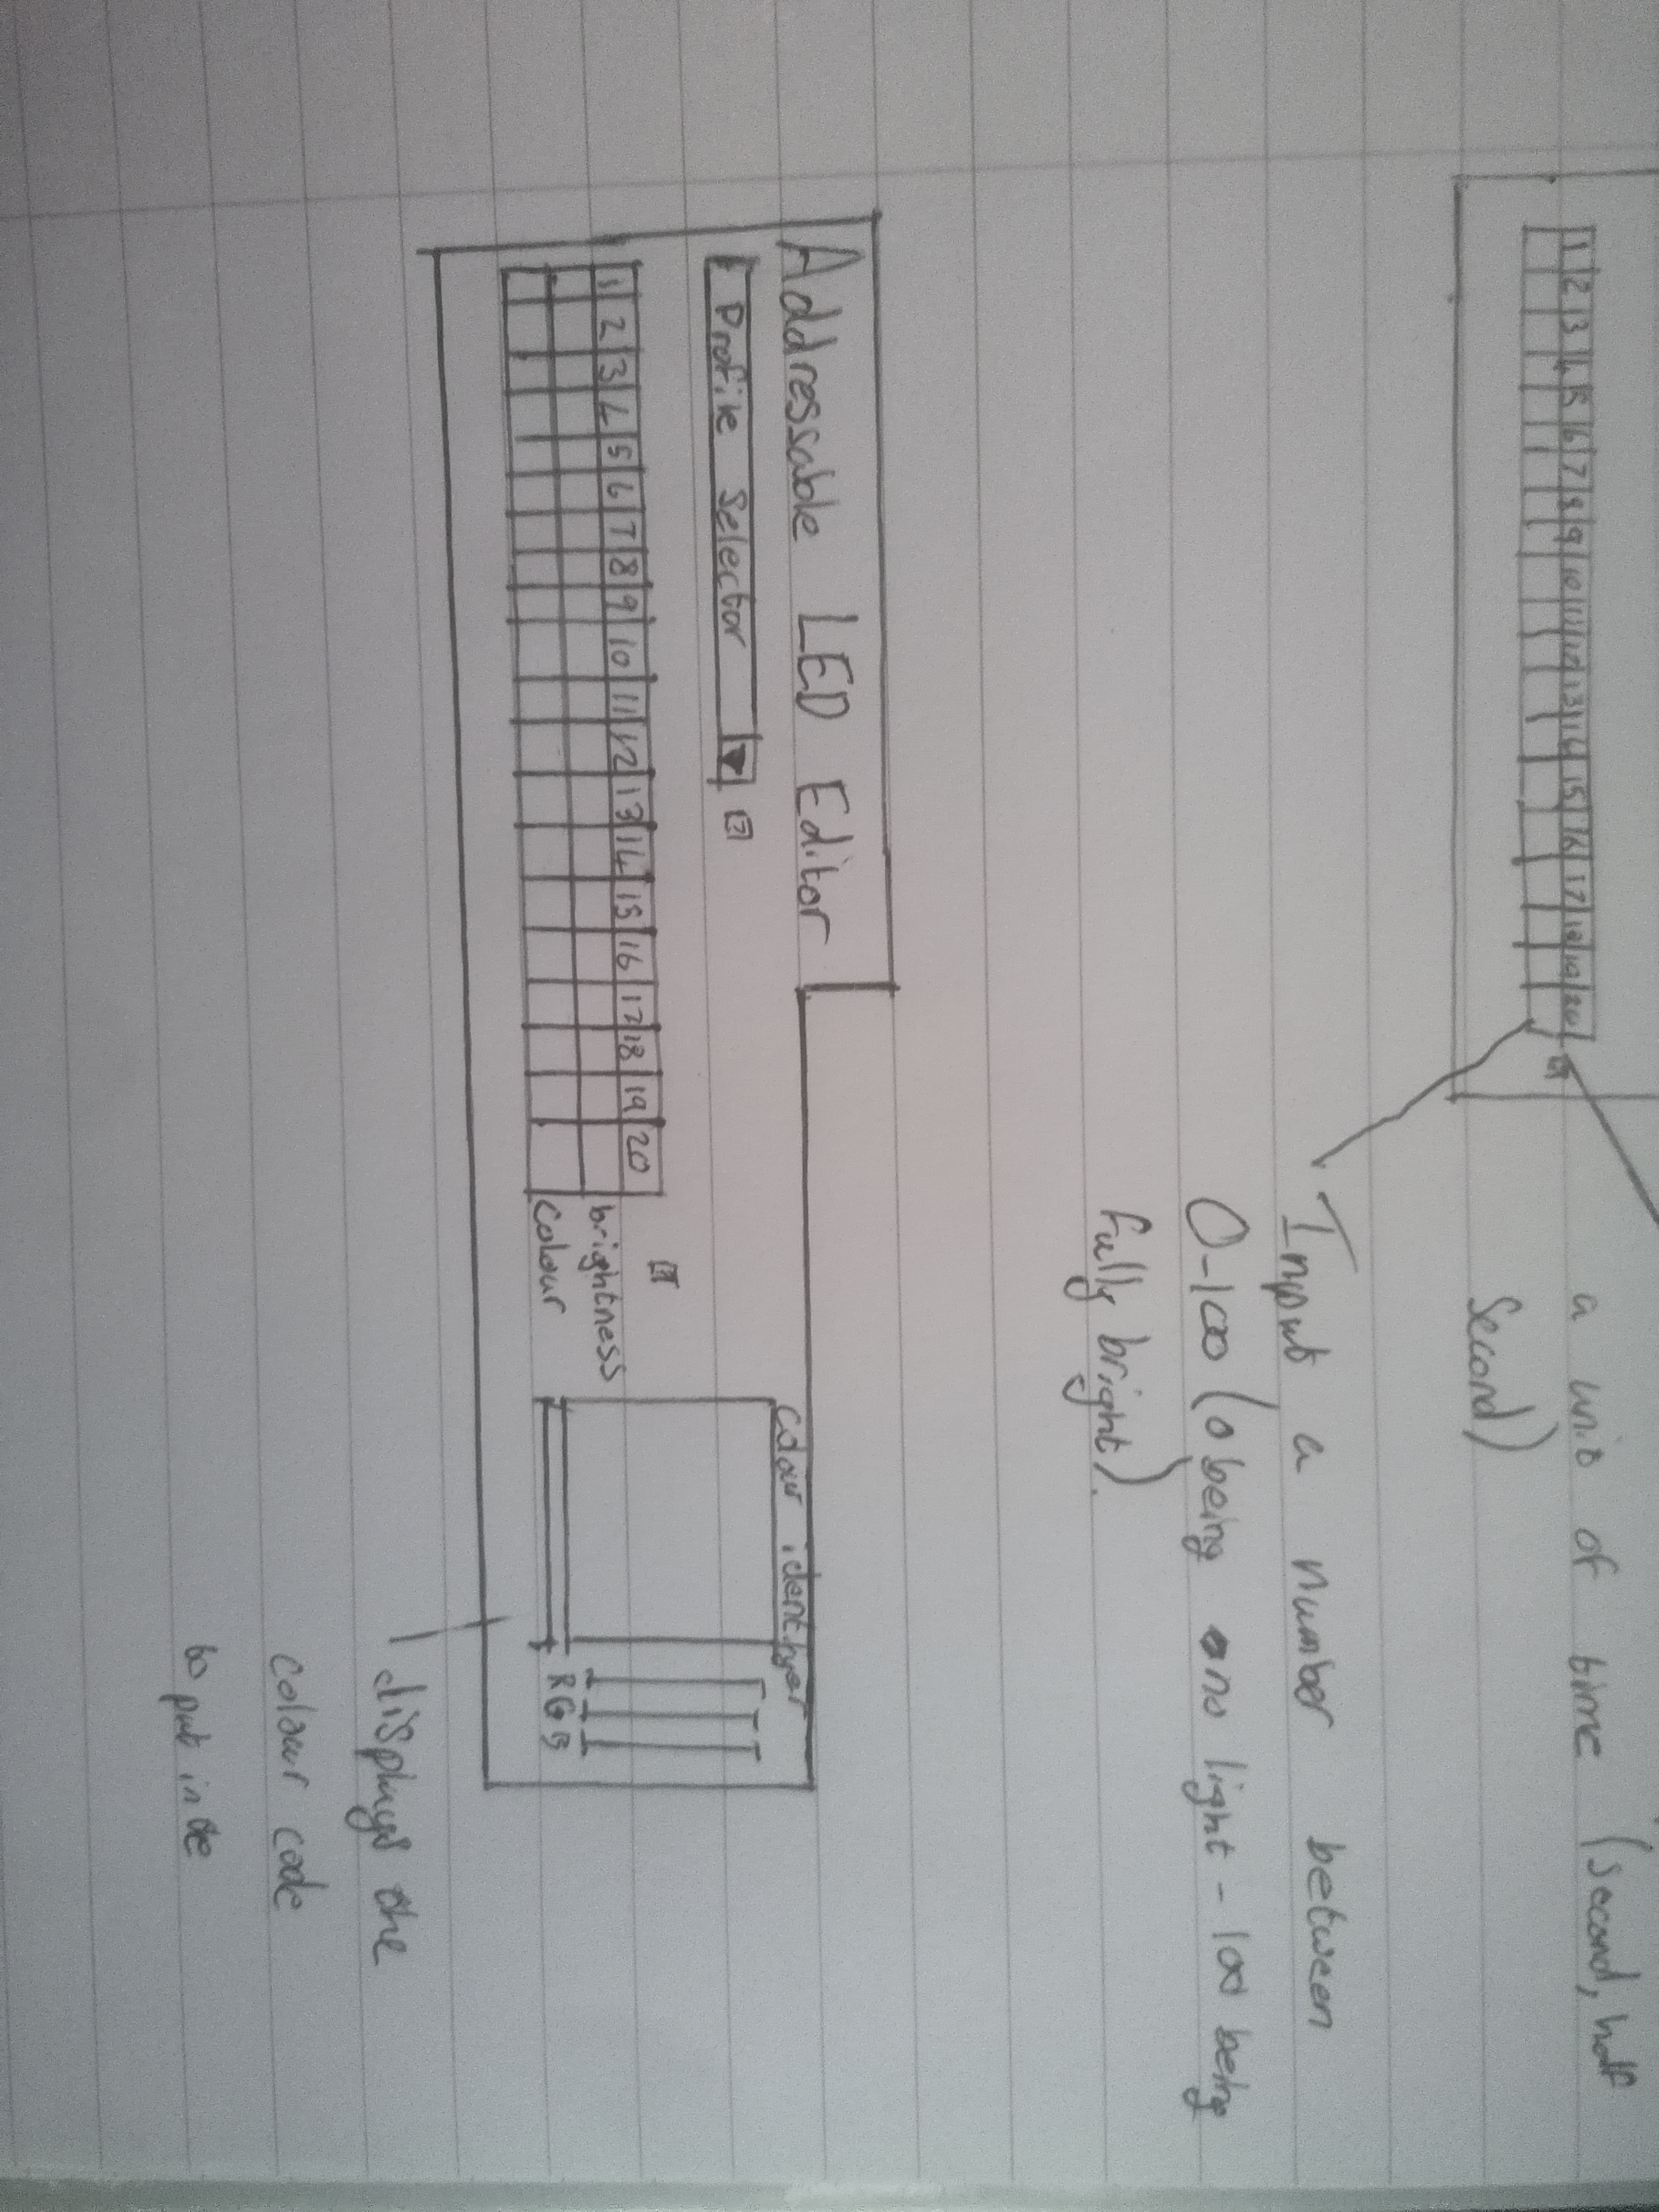 1 2 3 4 5 6 7 8 9 10 11 12 13 14 15 16 17 18 19 20
a unit of time (second, half
second)
Input a number between
0-100 (0 being no light - 100 being
fully bright).
Addressable LED Editor
Profile Selector
colour identifyer
1 2 3 4 5 6 7 8 9 10 11 12 13 14 15 16 17 18 19 20
brightness
colour
R G B
displays the
colour code
to put in the